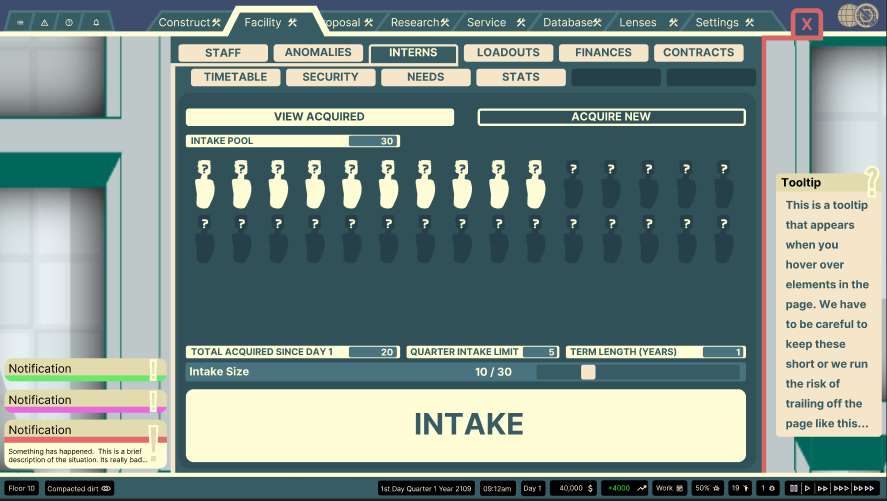 Construct Facility oposal Research Service Database Lenses Settings X
STAFF ANOMALIES INTERNS LOADOUTS FINANCES CONTRACTS
TIMETABLE SECURITY NEEDS STATS
VIEW ACQUIRED ACQUIRE NEW
INTAKE POOL 30
? ? ? ? ? ? ? ? ? ? ? ? ? ? ?
? ? ? ? ? ? ? ? ? ? ? ? ? ? ?
TOTAL ACQUIRED SINCE DAY 1 20 QUARTER INTAKE LIMIT 5 TERM LENGTH (YEARS) 1
Intake Size 10 / 30
INTAKE
Tooltip ?
This is a tooltip
that appears
when you
hover over
elements in the
page. We have
to be careful to
keep these
short or we run
the risk of
trailing off the
page like this...
Notification !
Notification !
Notification !
Something has happened. This is a brief
description of the situation. Its really bad...
Floor 10 Compacted dirt 1st Day Quarter 1 Year 2109 09:12am Day 1 40,000 $ +4000 Work 50% 19 1